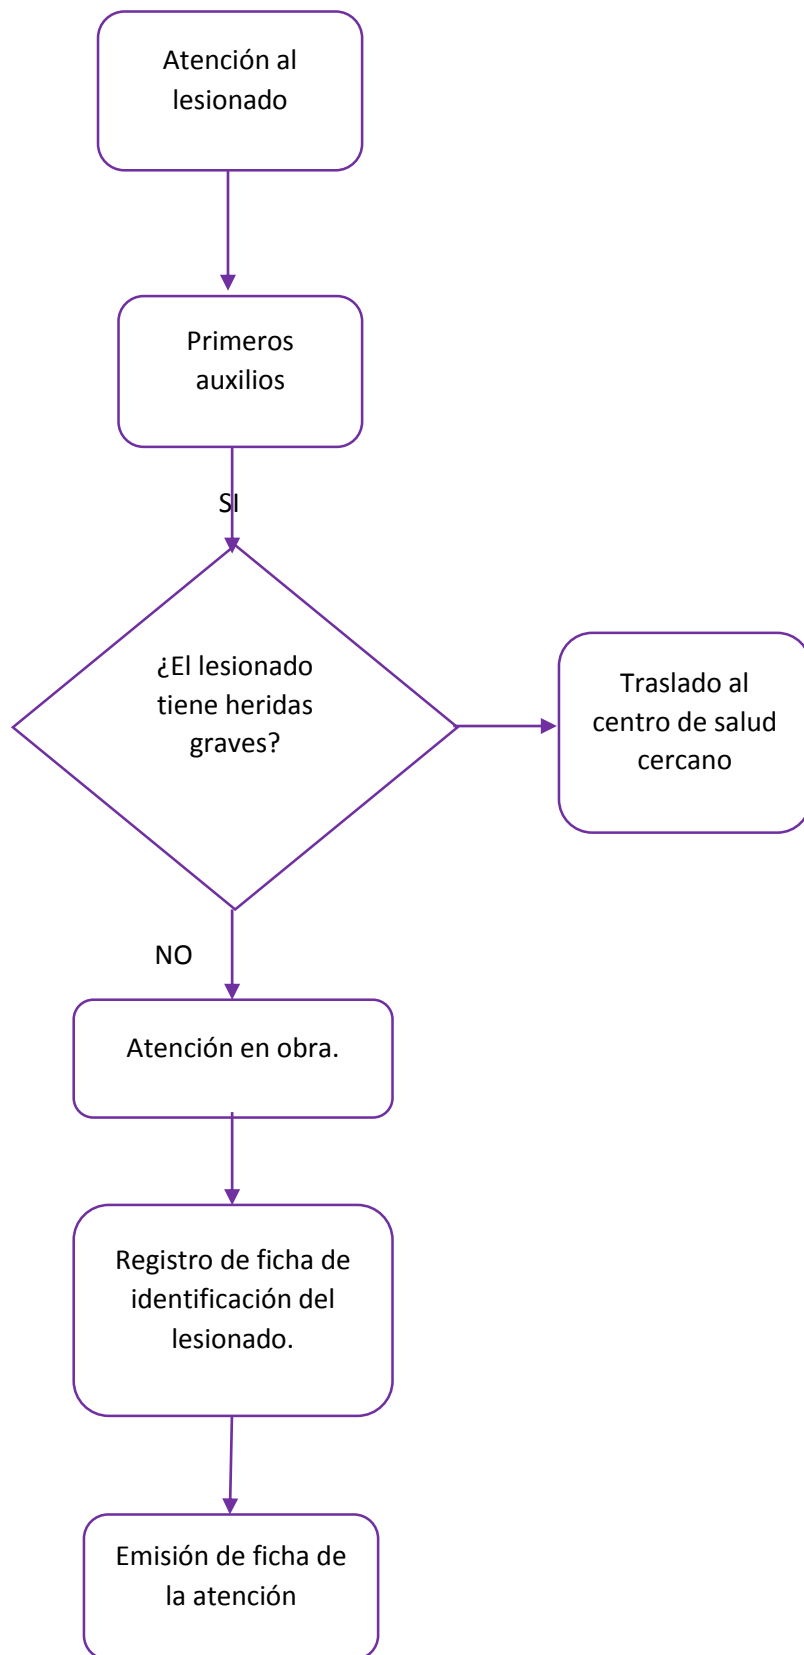 Atención al
lesionado
Primeros
auxilios
SI
¿El lesionado
tiene heridas
graves?
Traslado al
centro de salud
cercano
NO
Atención en obra.
Registro de ficha de
identificación del
lesionado.
Emisión de ficha de
la atención